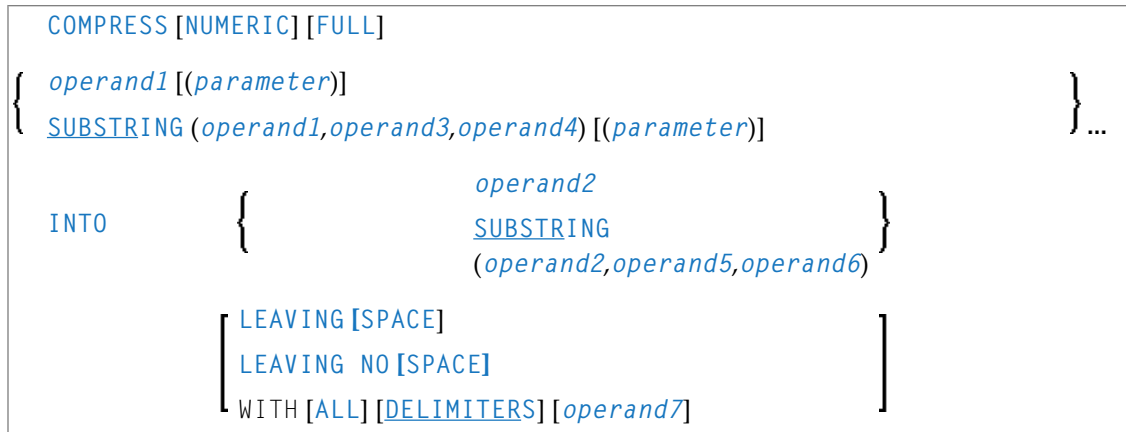 COMPRESS [NUMERIC] [FULL]
operand1 [(parameter)]
SUBSTRING (operand1,operand3,operand4) [(parameter)]
...
operand2
INTO
SUBSTRING
(operand2,operand5,operand6)
LEAVING [SPACE]
LEAVING NO [SPACE]
WITH [ALL] [DELIMITERS] [operand7]